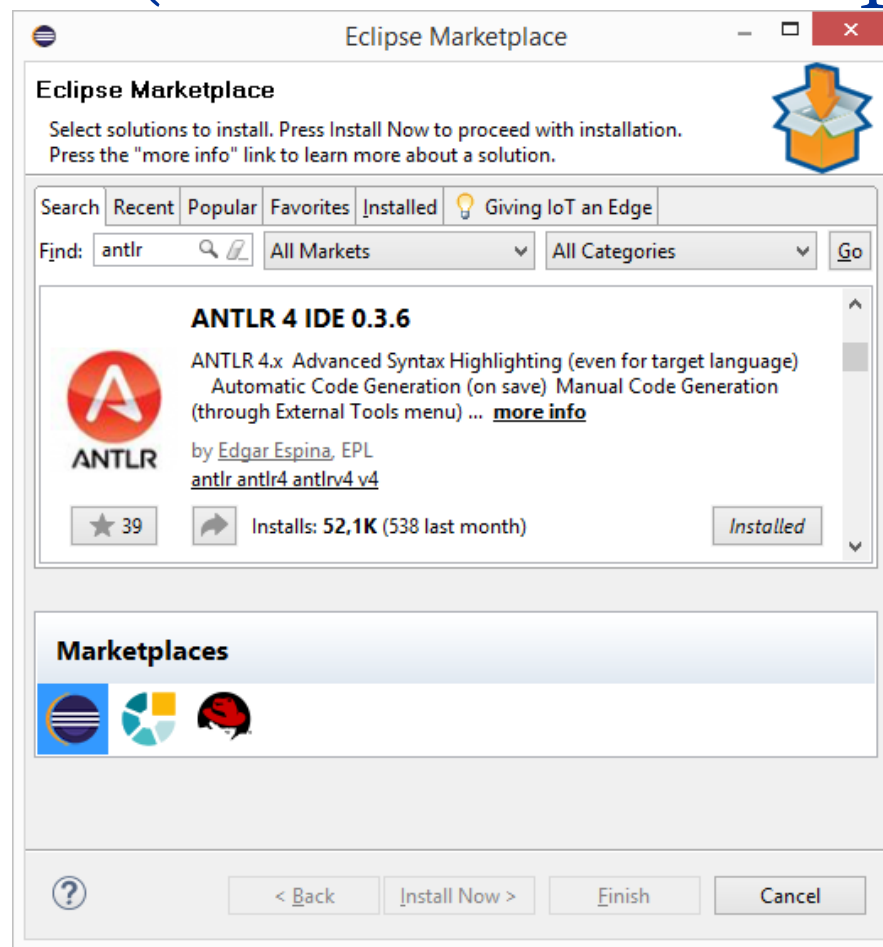 Eclipse Marketplace
Eclipse Marketplace
Select solutions to install. Press Install Now to proceed with installation.
Press the "more info" link to learn more about a solution.
Search Recent Popular Favorites Installed Giving IoT an Edge
Find: antlr All Markets All Categories Go
ANTLR 4 IDE 0.3.6
ANTLR 4.x Advanced Syntax Highlighting (even for target language)
Automatic Code Generation (on save) Manual Code Generation
(through External Tools menu) ... more info
ANTLR
by Edgar Espina, EPL
antlr antlr4 antlrv4 v4
39 Installs: 52,1K (538 last month) Installed
Marketplaces
? < Back Install Now > Finish Cancel